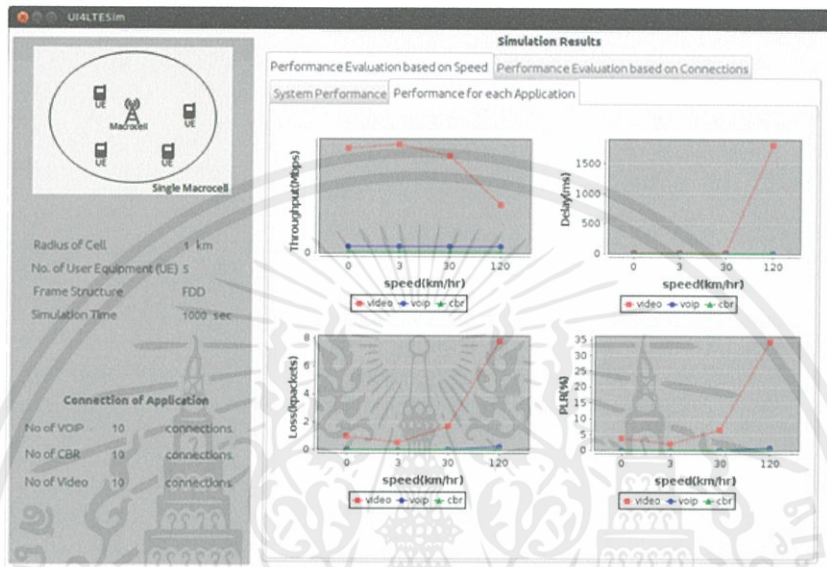 UI4LTESim
UE
UE
Macrocell
UE
UE
Single Macrocell
Radius of Cell 1 km
No. of User Equipment (UE) 5
Frame Structure FDD
Simulation Time 1000 sec
Connection of Application
No of VOIP 10 connections
No of CBR 10 connections
No of Video 10 connections
Simulation Results
Performance Evaluation based on Speed Performance Evaluation based on Connections
System Performance Performance for each Application
Throughput(Mbps)
0
0 3 30 120
speed(km/hr)
video voip cbr
Delay(ms)
1500
1000
500
0
0 3 30 120
speed(km/hr)
video voip cbr
Loss(kpackets)
8
6
4
2
0
0 3 30 120
speed(km/hr)
video voip cbr
PLR(%)
35
30
25
20
15
10
5
0
0 3 30 120
speed(km/hr)
video voip cbr